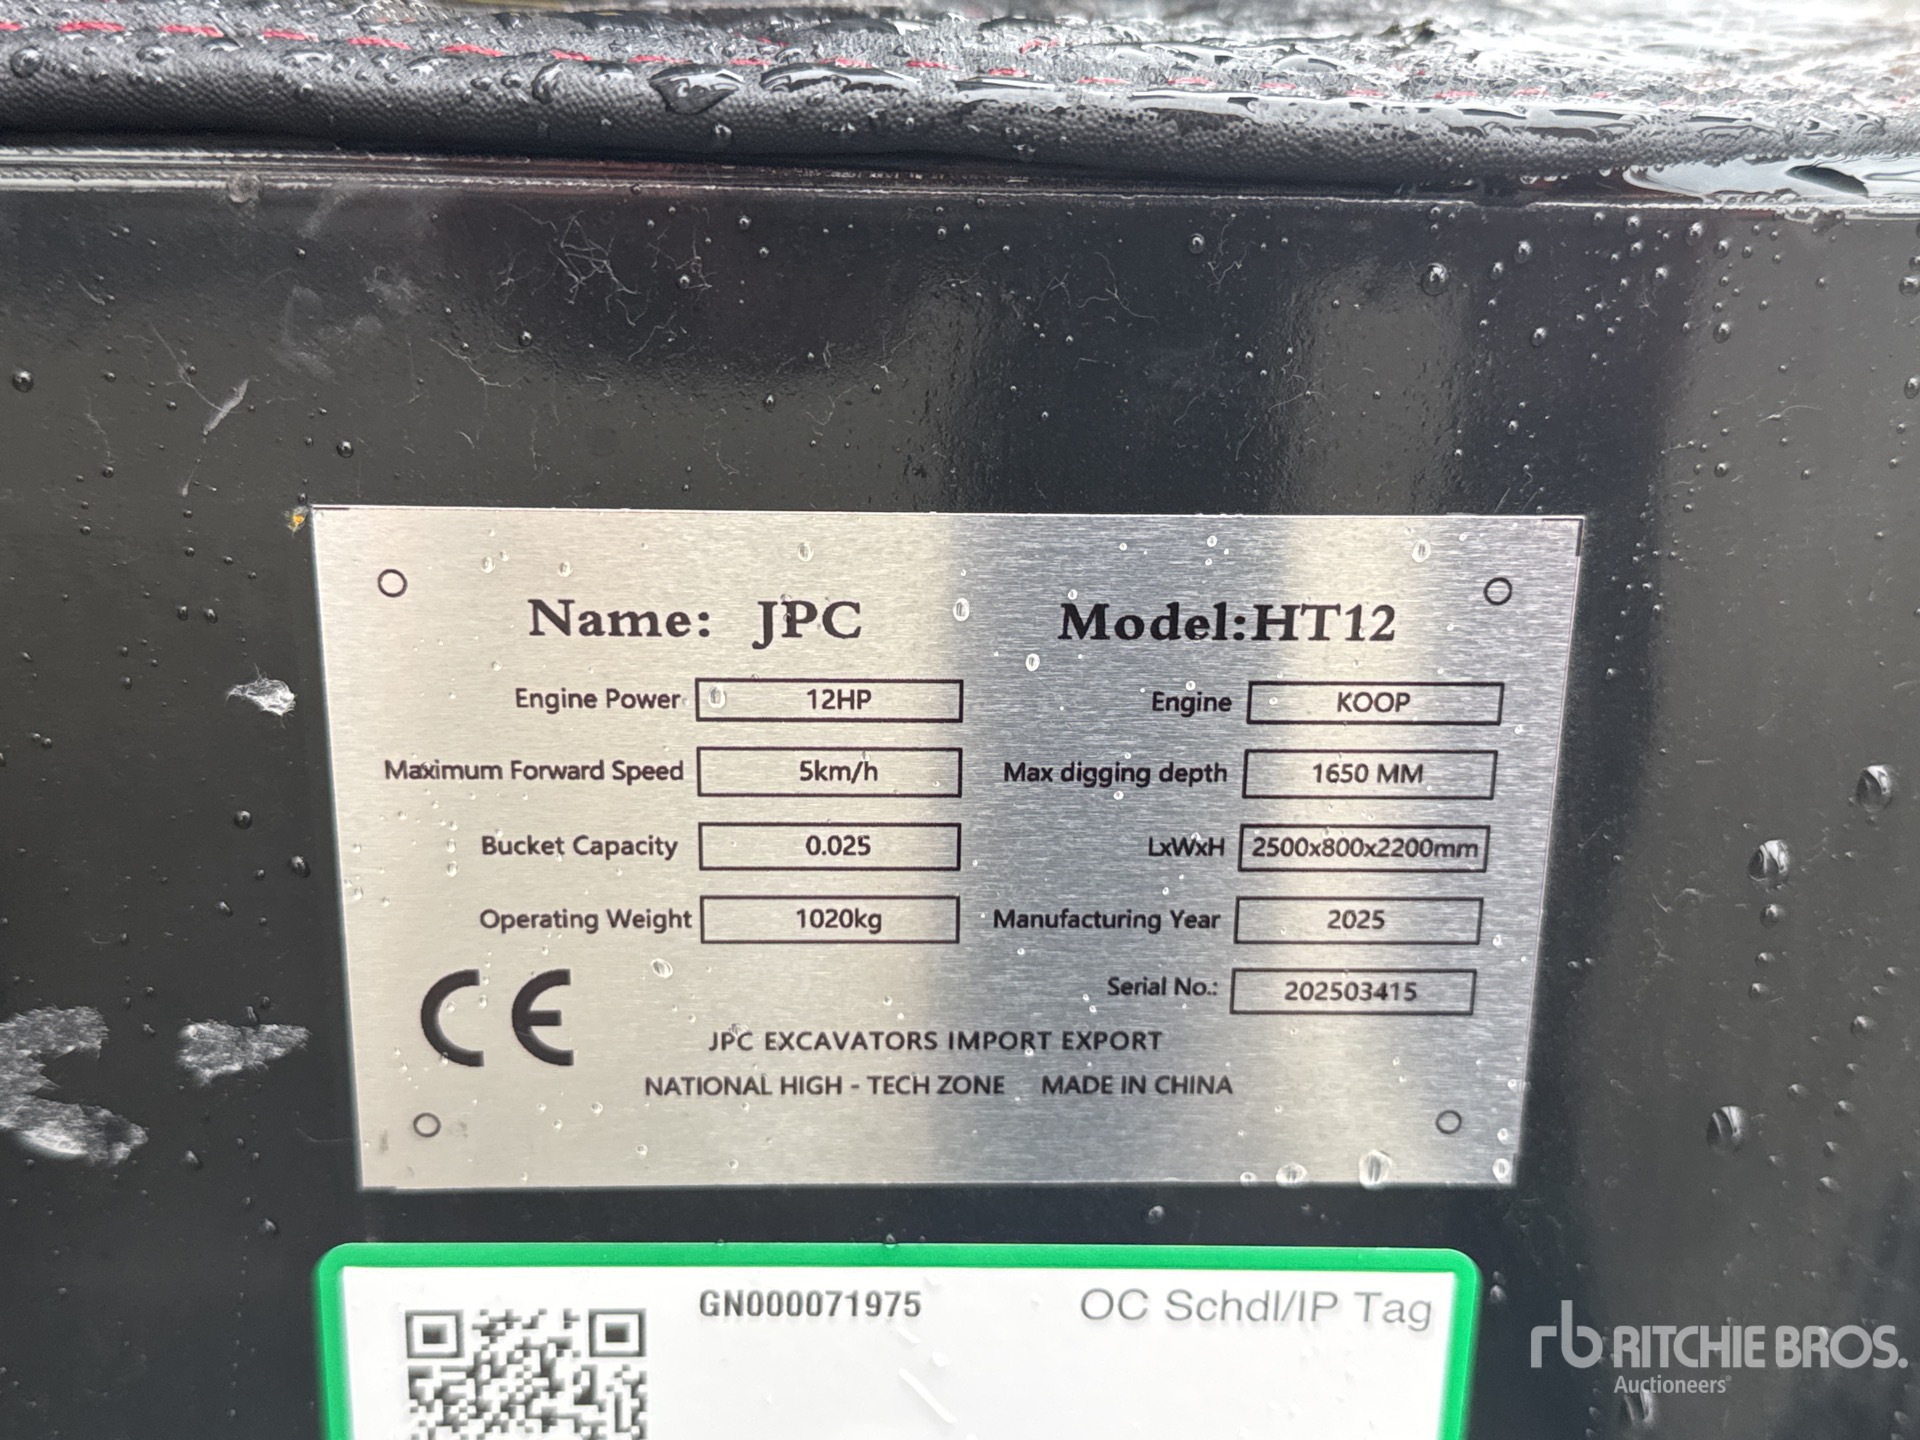 Name: JPC Model:HT12
Engine Power 12HP Engine KOOP
Maximum Forward Speed 5km/h Max digging depth 1650 MM
Bucket Capacity 0.025 LxWxH 2500x800x2200mm
Operating Weight 1020kg Manufacturing Year 2025
Serial No.: 202503415
CE
JPC EXCAVATORS IMPORT EXPORT
NATIONAL HIGH - TECH ZONE MADE IN CHINA
GN000071975 OC Schdl/IP Tag
rb RITCHIE BROS.
Auctioneers